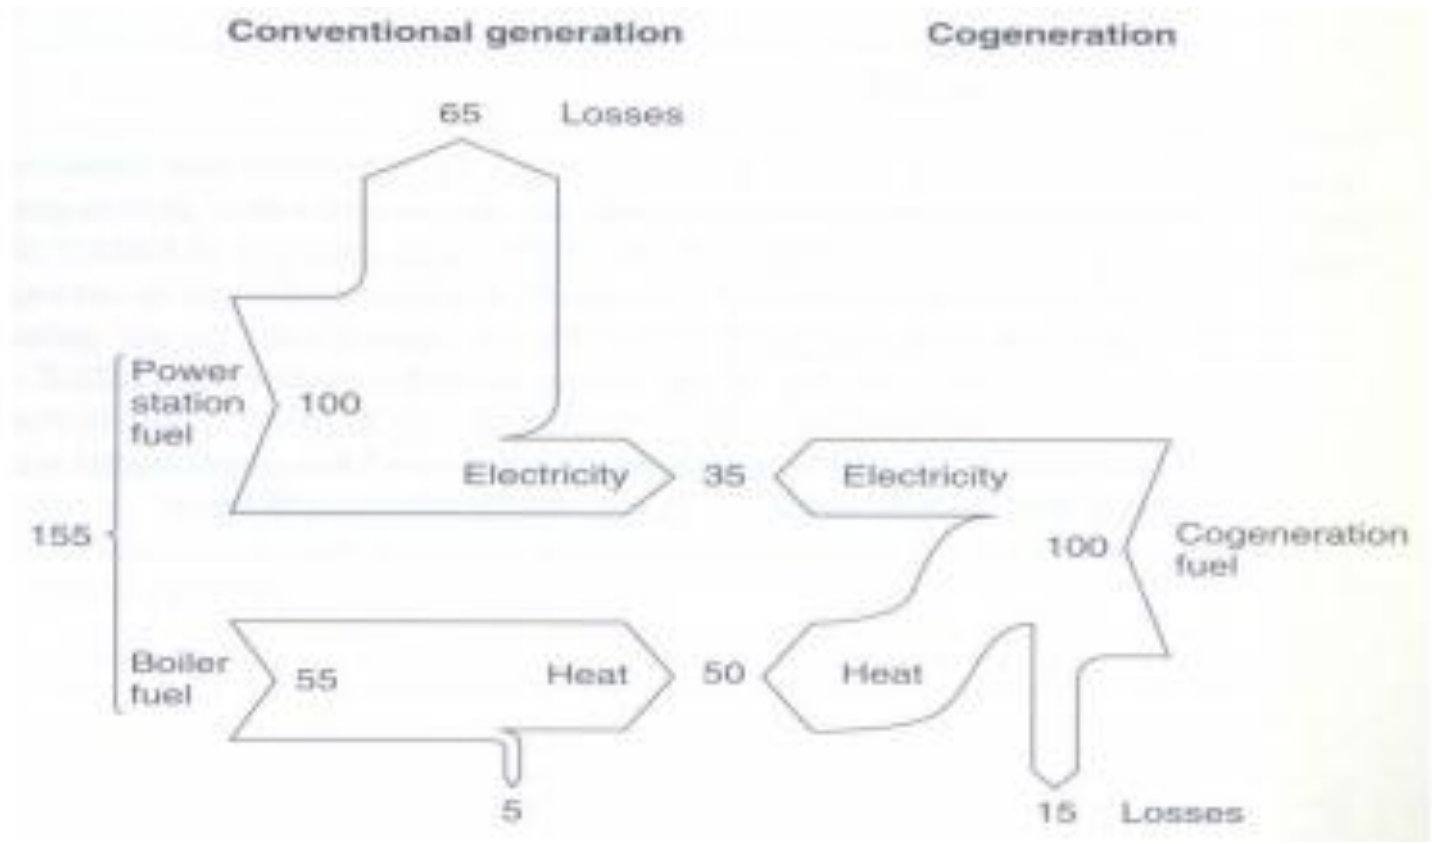 Conventional generation
Cogeneration
65 Losses
Power
station
fuel
100
Electricity
35
Electricity
155
100
Cogeneration
fuel
Boiler
fuel
55
Heat
50
Heat
5
15 Losses